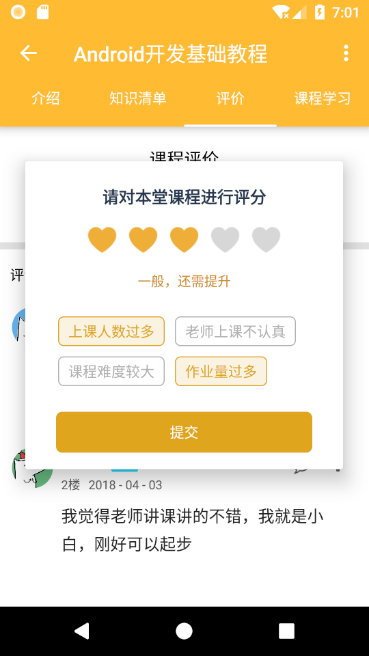 7:01
Android开发基础教程
介绍 知识清单 评价 课程学习
课程评价
请对本堂课程进行评分
一般，还需提升
评
上课人数过多 老师上课不认真
课程难度较大 作业量过多
提交
2楼 2018 - 04 - 03
我觉得老师讲课讲的不错，我就是小
白，刚好可以起步